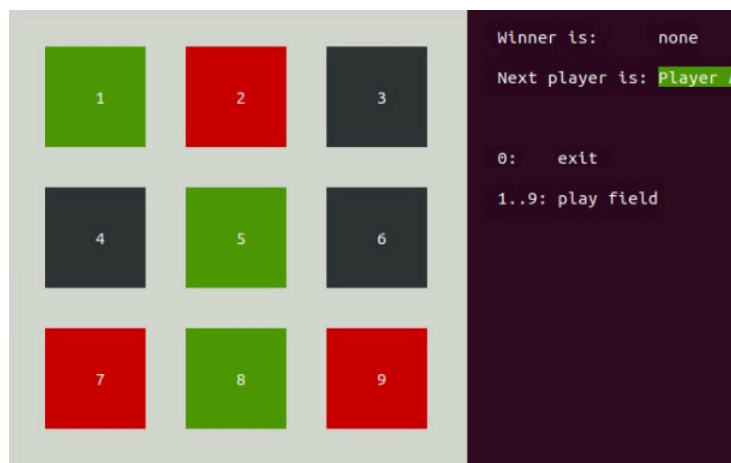 1 2 3
4 5 6
7 8 9
Winner is: none
Next player is: Player
0: exit
1..9: play field